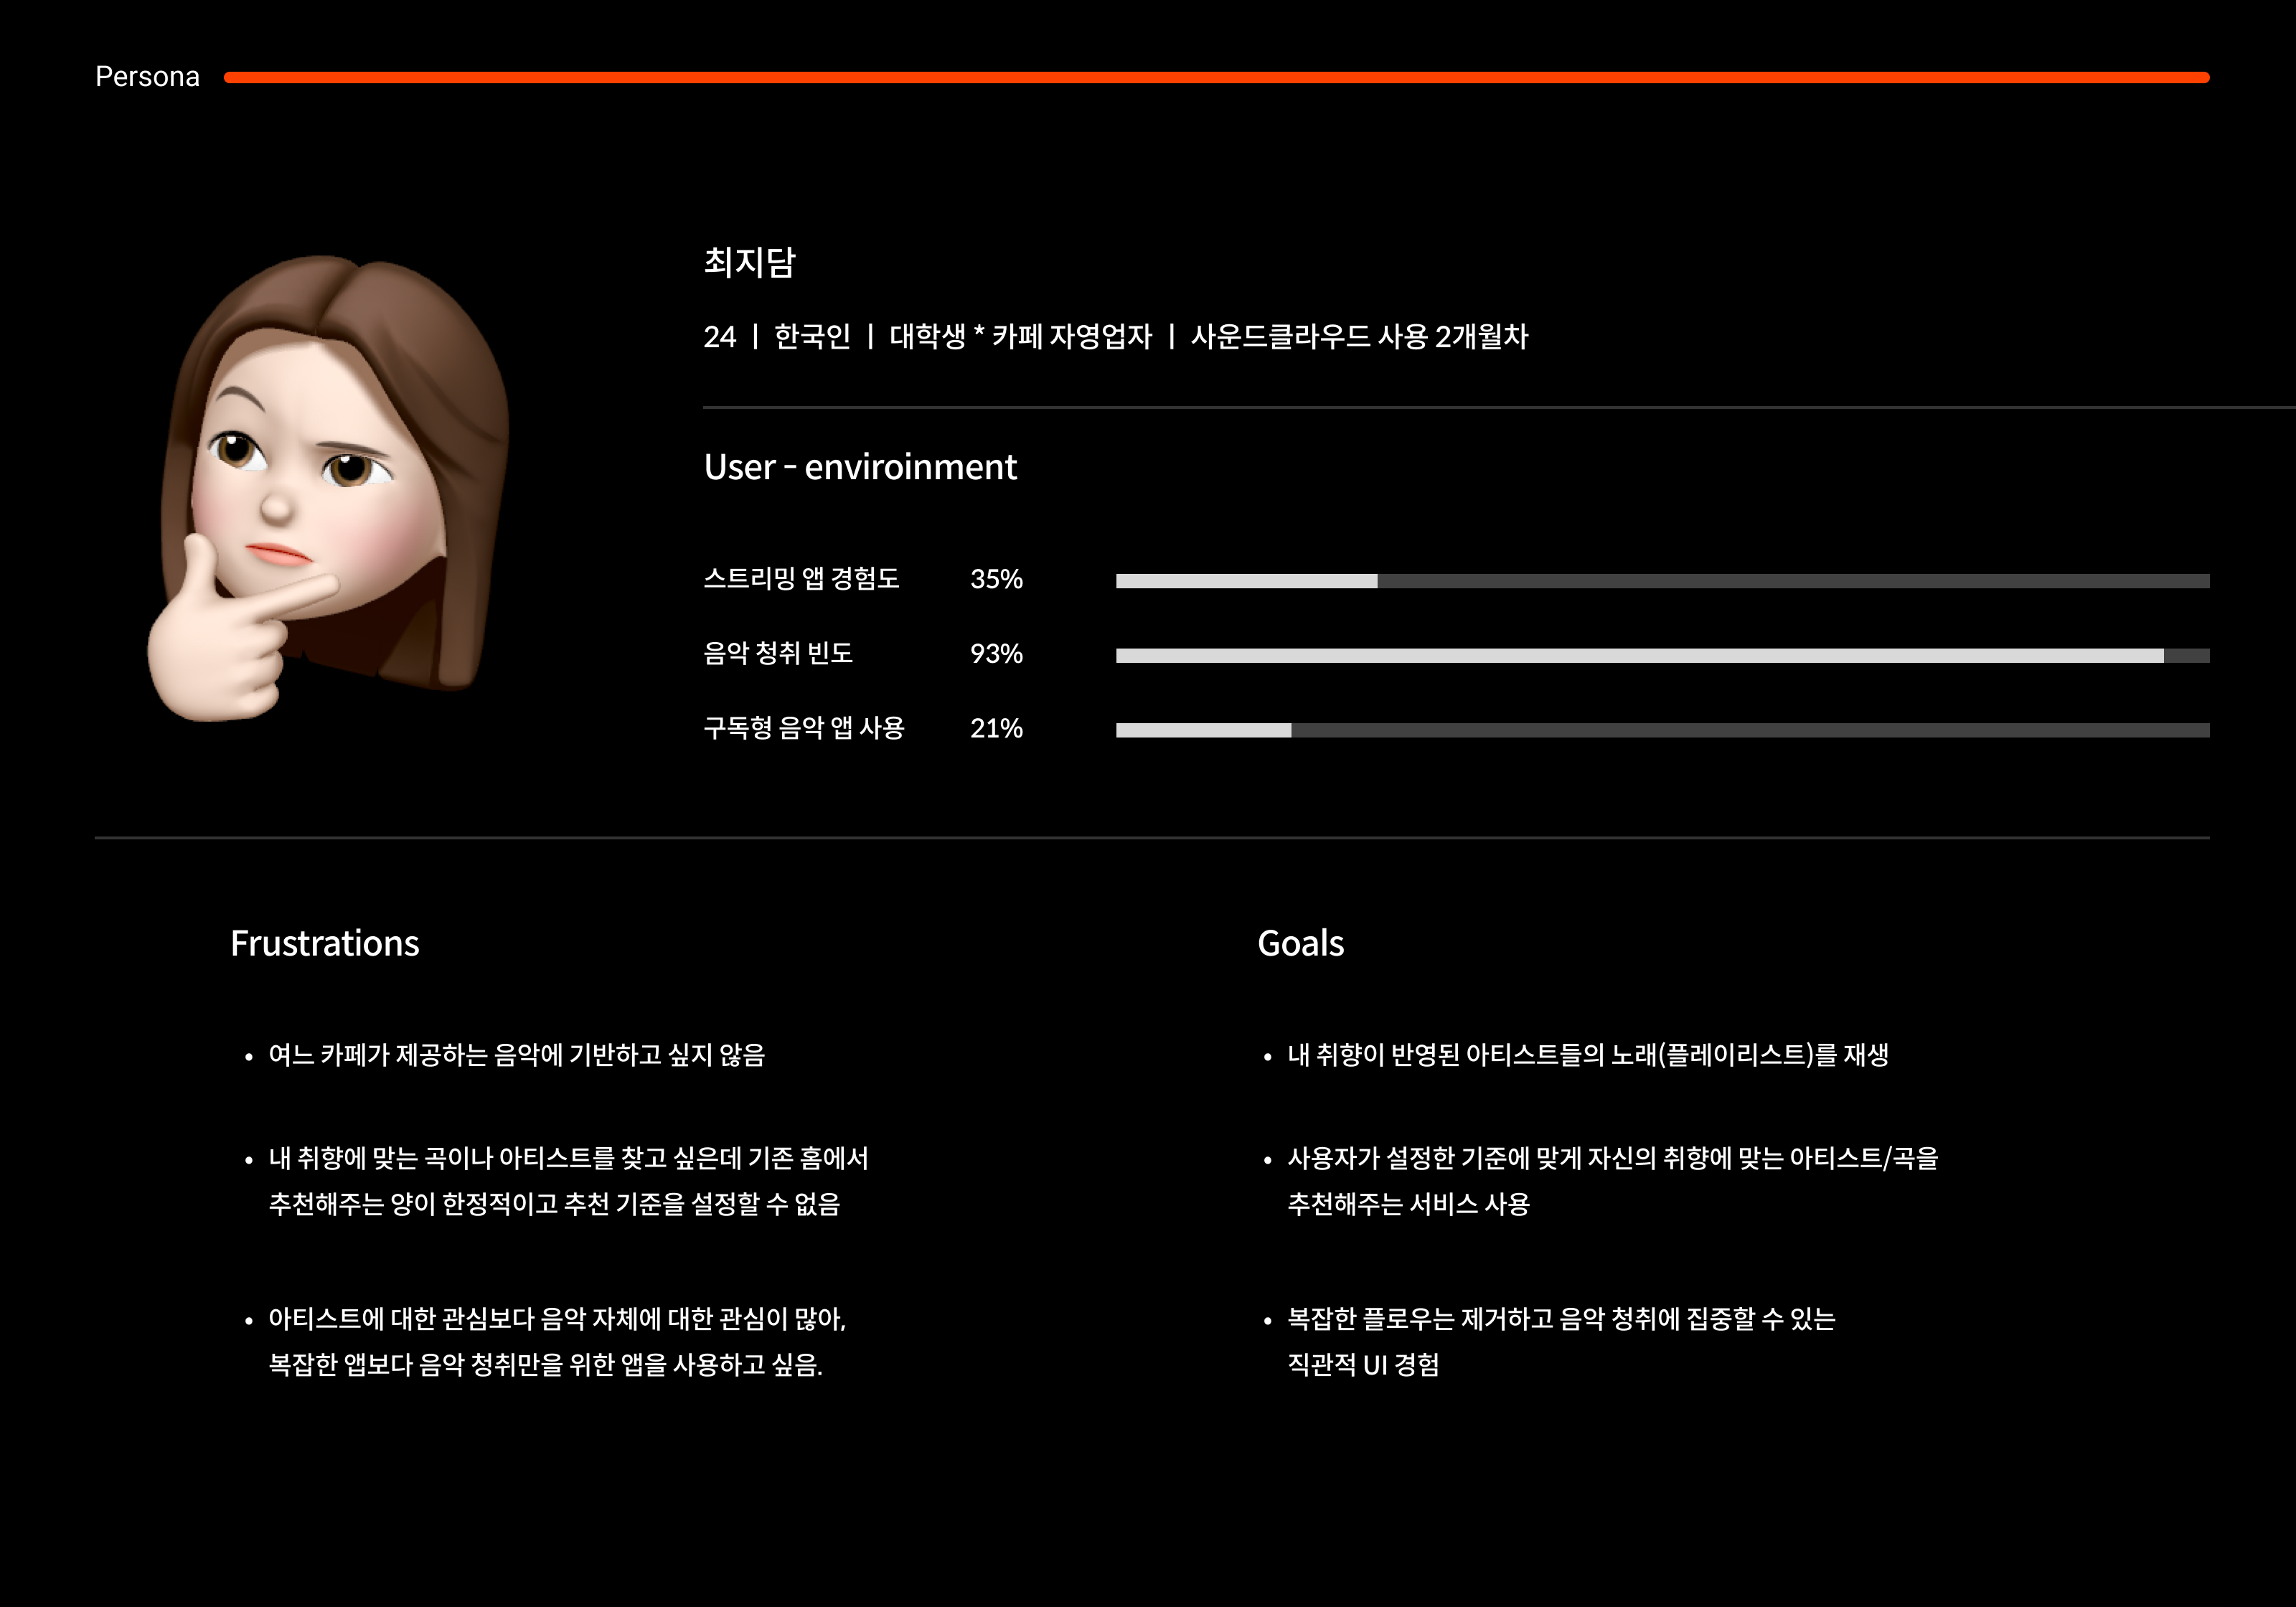 Persona
최지담
24 | 한국인 | 대학생 * 카페 자영업자 | 사운드클라우드 사용 2개월차
User - enviroinment
스트리밍 앱 경험도 35%
음악 청취 빈도 93%
구독형 음악 앱 사용 21%
Frustrations
• 여느 카페가 제공하는 음악에 기반하고 싶지 않음
• 내 취향에 맞는 곡이나 아티스트를 찾고 싶은데 기존 홈에서
추천해주는 양이 한정적이고 추천 기준을 설정할 수 없음
• 아티스트에 대한 관심보다 음악 자체에 대한 관심이 많아,
복잡한 앱보다 음악 청취만을 위한 앱을 사용하고 싶음.
Goals
• 내 취향이 반영된 아티스트들의 노래(플레이리스트)를 재생
• 사용자가 설정한 기준에 맞게 자신의 취향에 맞는 아티스트/곡을
추천해주는 서비스 사용
• 복잡한 플로우는 제거하고 음악 청취에 집중할 수 있는
직관적 UI 경험